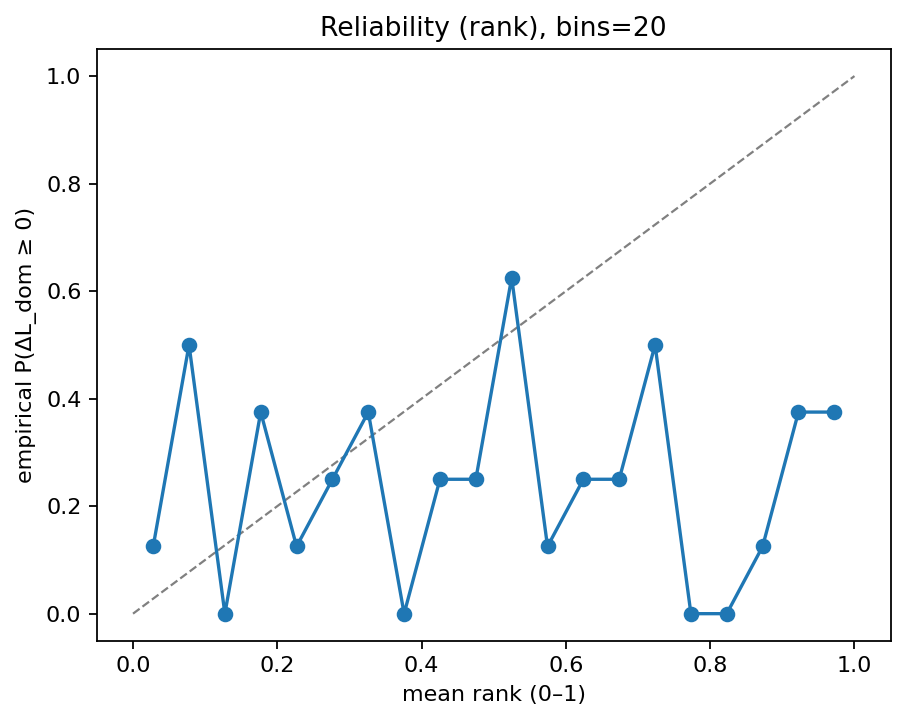 Reliability (rank), bins=20
empirical P(ΔL_dom ≥ 0)
1.0
0.8
0.6
0.4
0.2
0.0
0.0 0.2 0.4 0.6 0.8 1.0
mean rank (0–1)